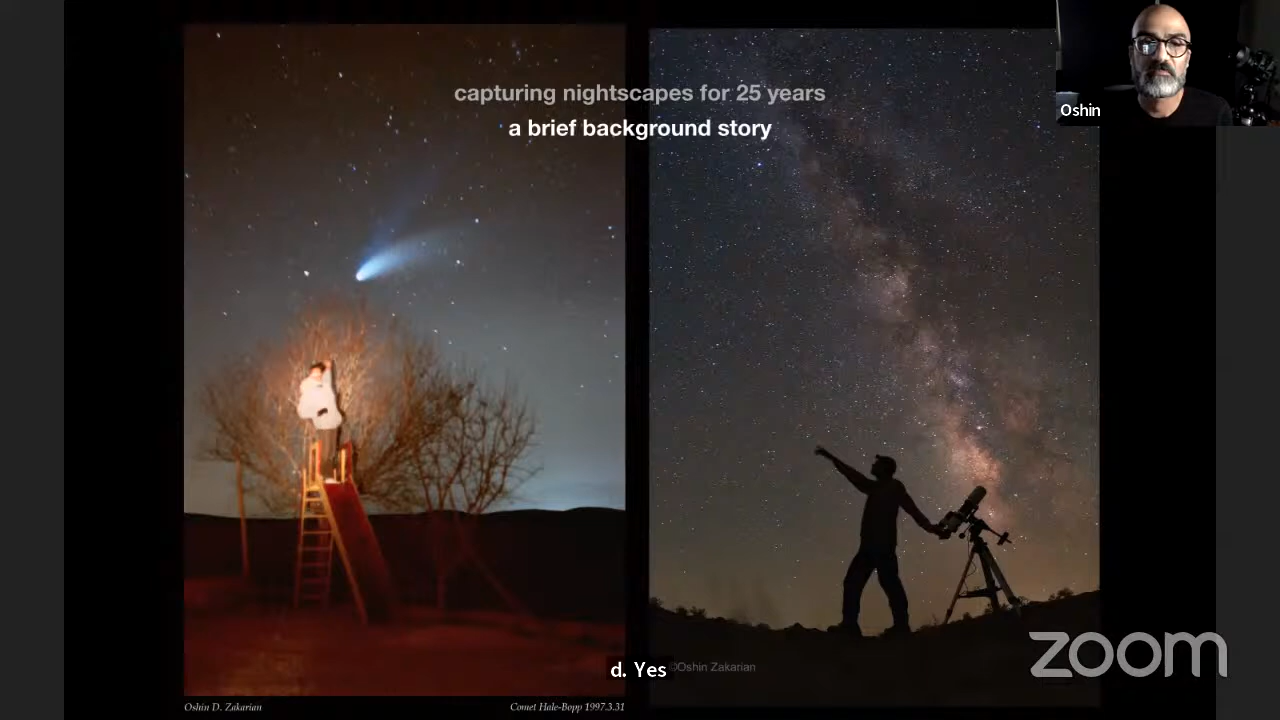 capturing nightscapes for 25 years
a brief background story
Oshin
d. Yes
©Oshin Zakarian
zoom
Oshin D. Zakarian
Comet Hale-Bopp 1997.3.31